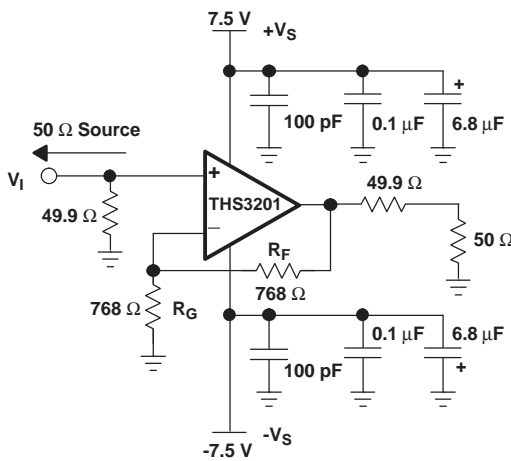 7.5 V
+VS
+
100 pF
0.1 µF
6.8 µF
50 Ω Source
VI
49.9 Ω
+
THS3201
−
49.9 Ω
50 Ω
RF
768 Ω
768 Ω
RG
0.1 µF
6.8 µF
100 pF
+
-VS
-7.5 V